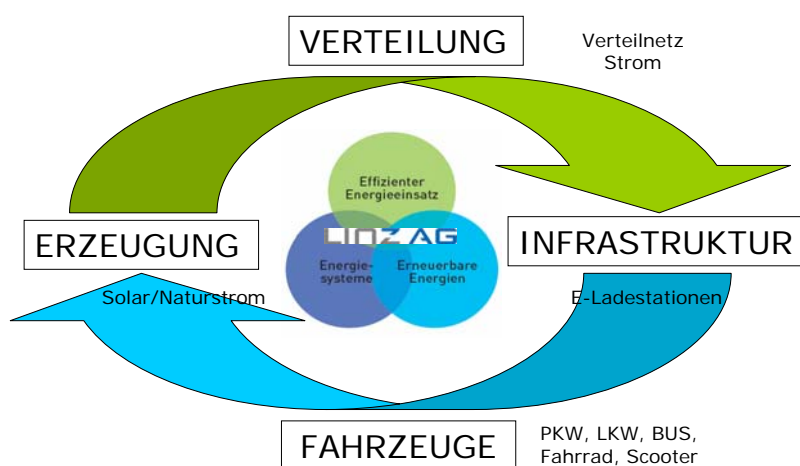 VERTEILUNG
Verteilnetz
Strom
Effizienter
Energieeinsatz
LINZ AG
ERZEUGUNG
INFRASTRUKTUR
Energie-
systeme
Erneuerbare
Energien
Solar/Naturstrom
E-Ladestationen
FAHRZEUGE
PKW, LKW, BUS,
Fahrrad, Scooter